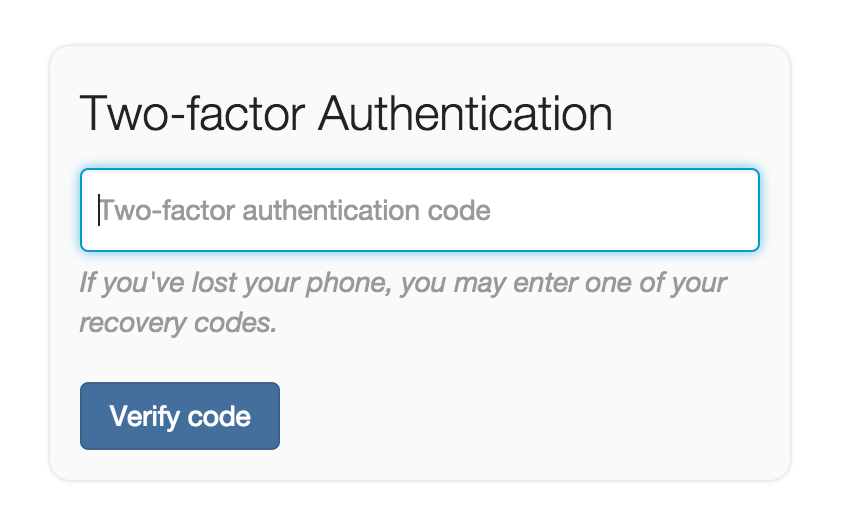 Two-factor Authentication
Two-factor authentication code
If you've lost your phone, you may enter one of your
recovery codes.
Verify code